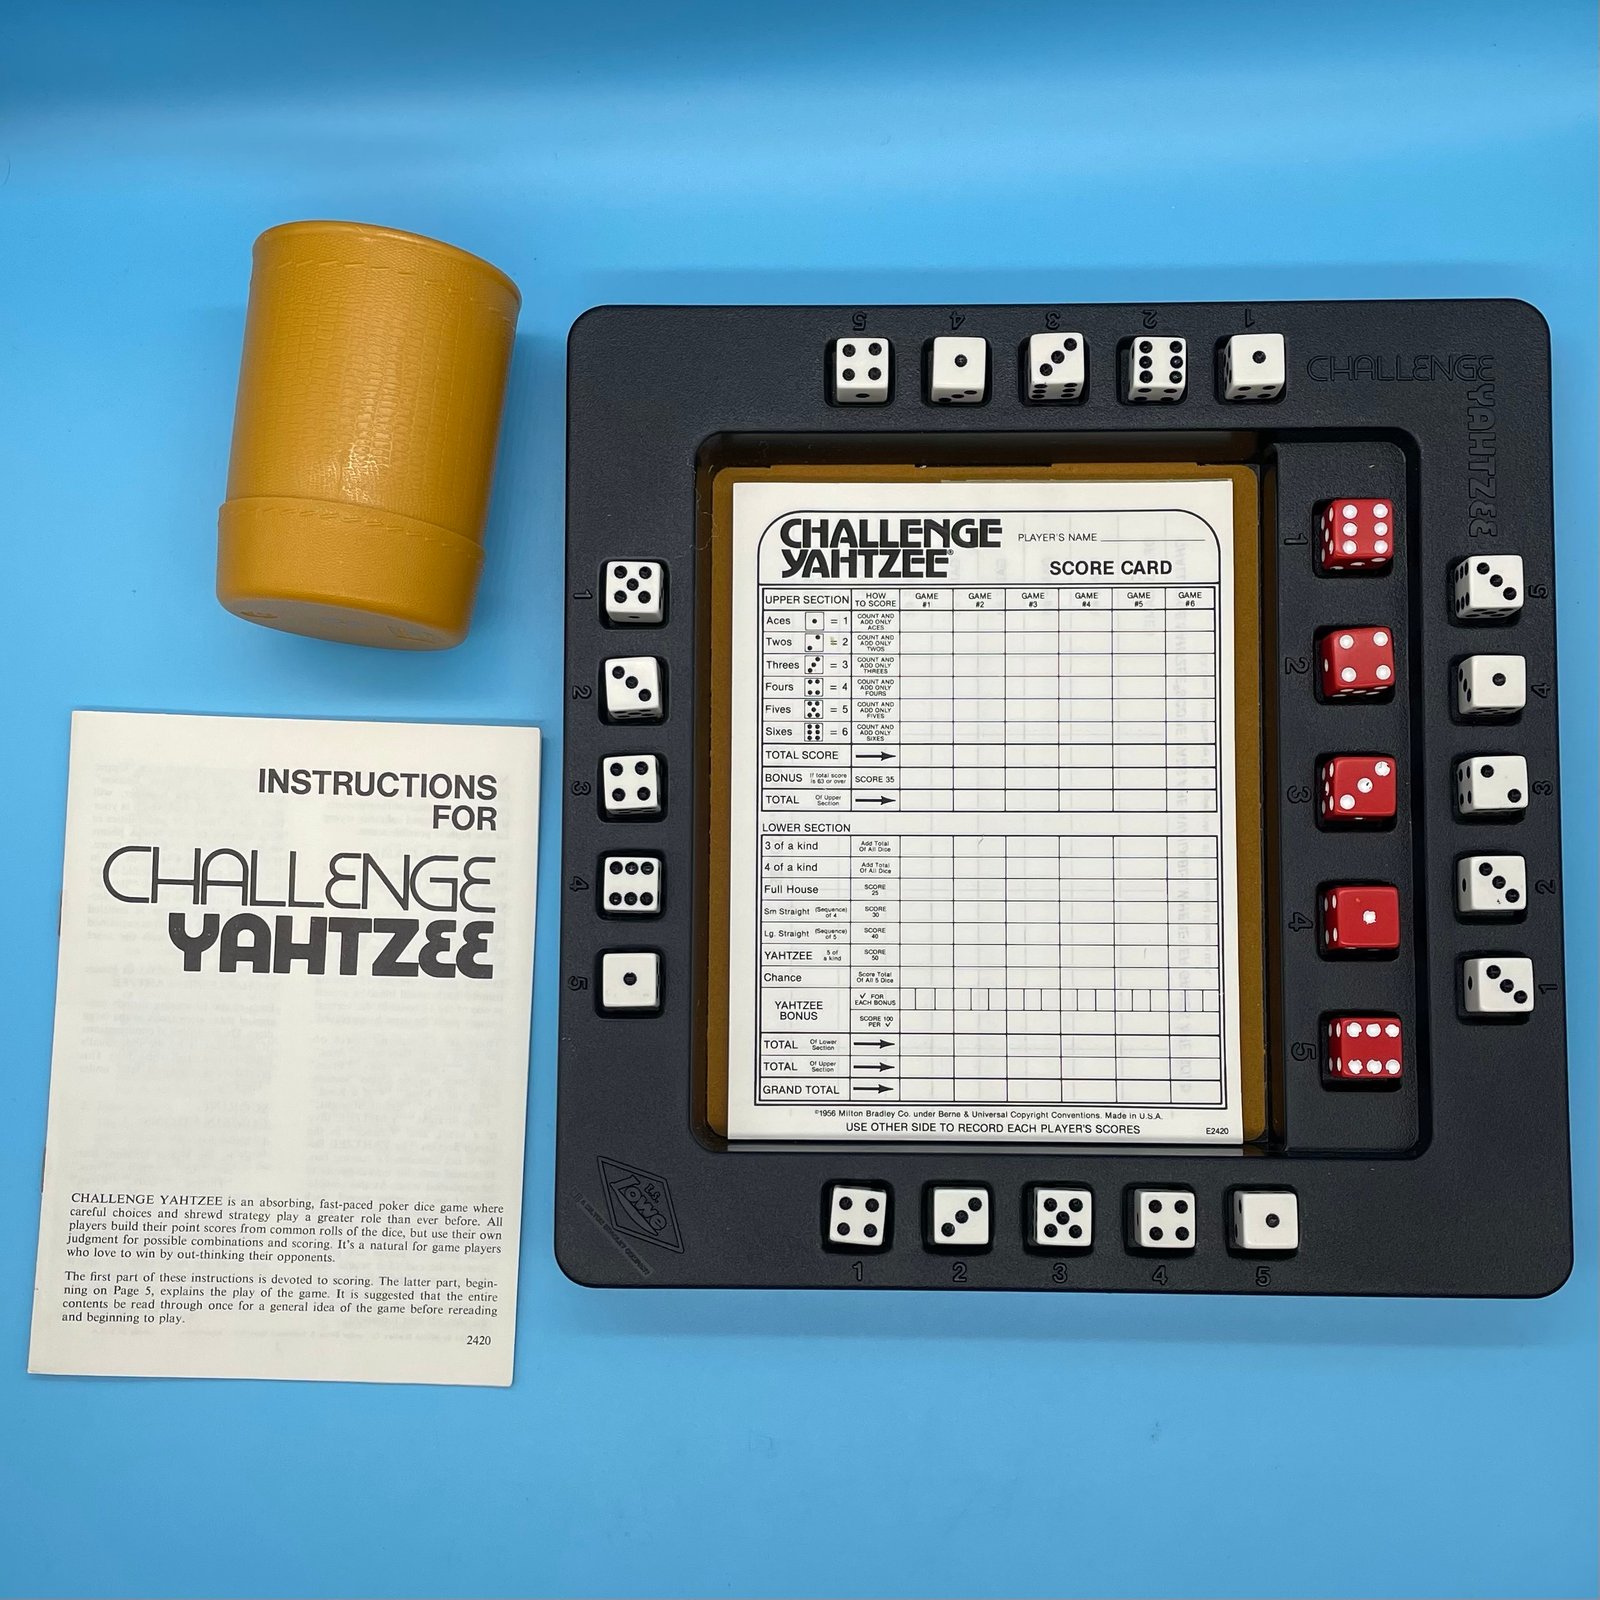 INSTRUCTIONS
FOR
CHALLENGE
YAHTZEE
CHALLENGE YAHTZEE is an absorbing, fast-paced poker dice game where
careful choices and shrewd strategy play a greater role than ever before. All
players build their point scores from common rolls of the dice, but use their own
judgment for possible combinations and scoring. It's a natural for game players
who love to win by out-thinking their opponents.
The first part of these instructions is devoted to scoring. The latter part, begin-
ning on Page 5, explains the play of the game. It is suggested that the entire
contents be read through once for a general idea of the game before rereading
and beginning to play.
2420
5 4 3 2 1
CHALLENGE
YAHTZEE
1
2
3
4
5
CHALLENGE
YAHTZEE®
PLAYER'S NAME
SCORE CARD
UPPER SECTION HOW TO SCORE GAME #1 GAME #2 GAME #3 GAME #4 GAME #5 GAME #6
Aces = 1 COUNT AND ADD ONLY ACES
Twos = 2 COUNT AND ADD ONLY TWOS
Threes = 3 COUNT AND ADD ONLY THREES
Fours = 4 COUNT AND ADD ONLY FOURS
Fives = 5 COUNT AND ADD ONLY FIVES
Sixes = 6 COUNT AND ADD ONLY SIXES
TOTAL SCORE
BONUS If total score is 63 or over SCORE 35
TOTAL Of Upper Section
LOWER SECTION
3 of a kind Add Total Of All Dice
4 of a kind Add Total Of All Dice
Full House SCORE 25
Sm Straight (Sequence) of 4 SCORE 30
Lg. Straight (Sequence) of 5 SCORE 40
YAHTZEE 5 of a kind SCORE 50
Chance Score Total Of All 5 Dice
YAHTZEE BONUS ✓ FOR EACH BONUS
SCORE 100 PER ✓
TOTAL Of Lower Section
TOTAL Of Upper Section
GRAND TOTAL
©1956 Milton Bradley Co. under Berne & Universal Copyright Conventions. Made in U.S.A.
USE OTHER SIDE TO RECORD EACH PLAYER'S SCORES
E2420
1
2
3
4
5
5
4
3
2
1
E.S. Lowe
A MILTON BRADLEY COMPANY
1 2 3 4 5